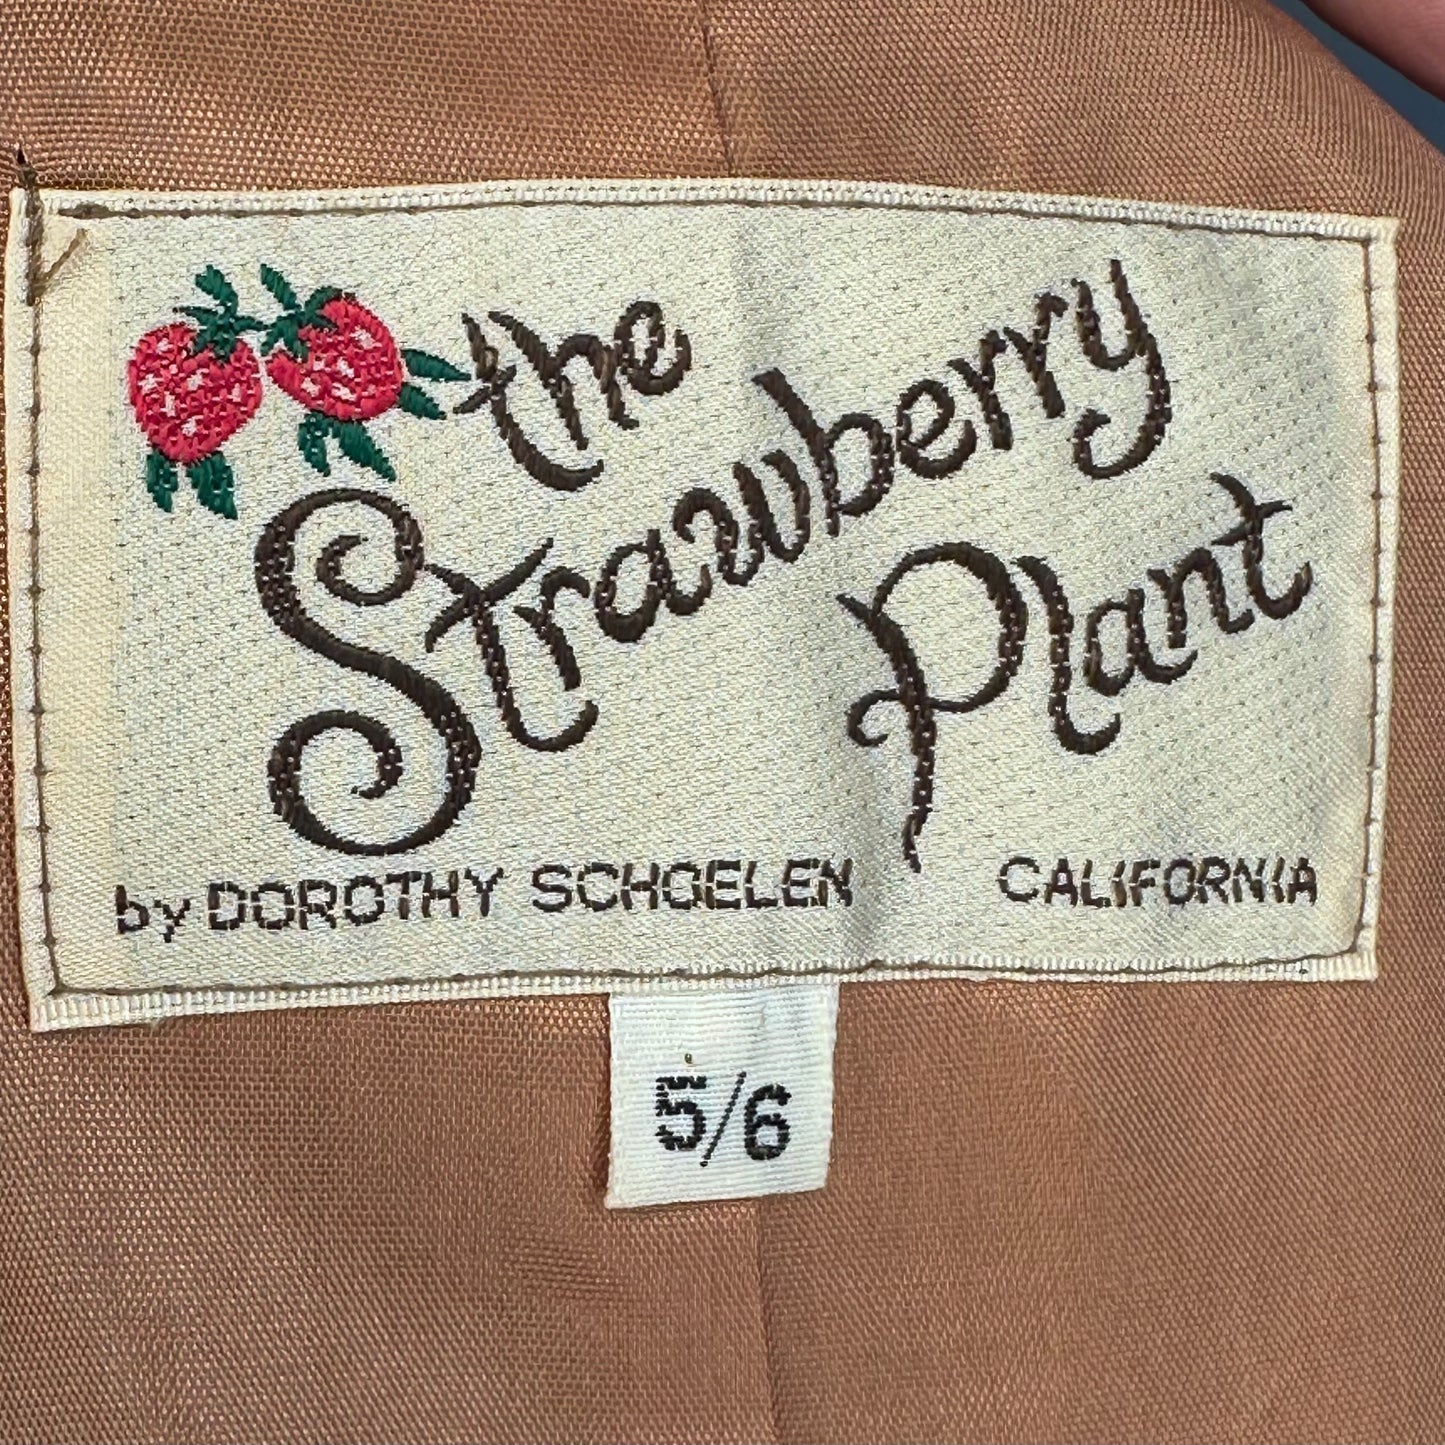 the
Strawberry
Plant
by DOROTHY SCHOELEN CALIFORNIA
5/6